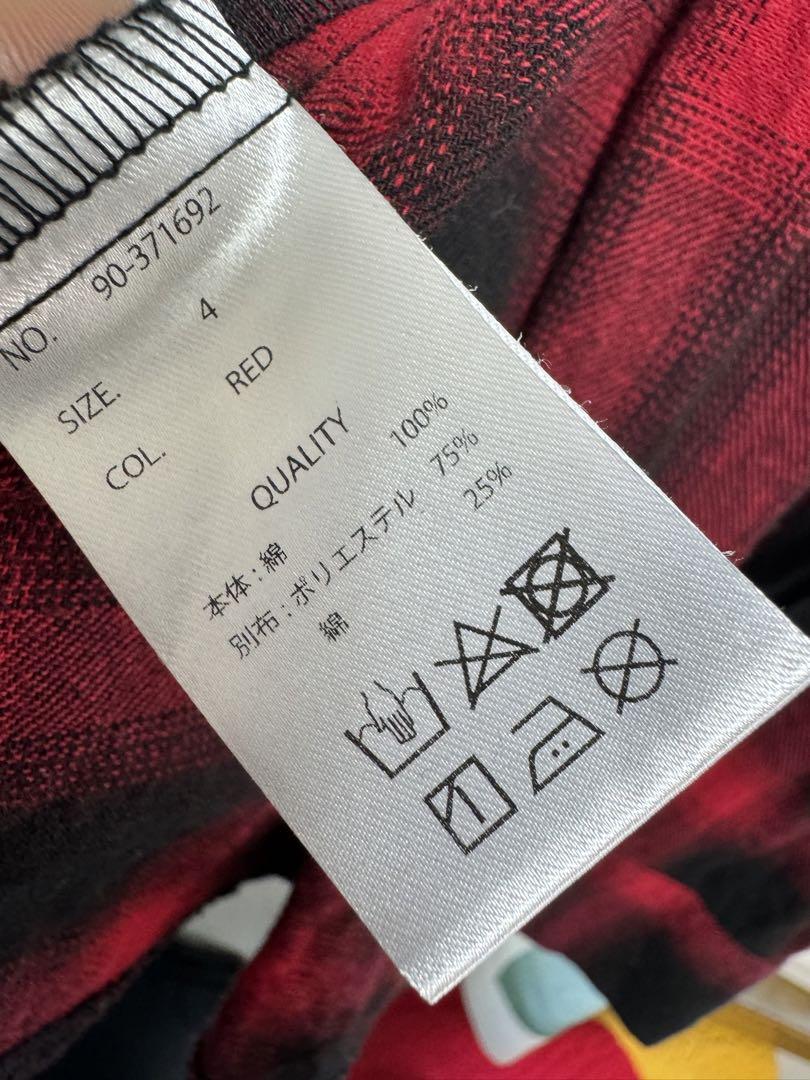 NO. 90-371692
SIZE. 4
COL. RED
QUALITY
本体:綿 100%
別布:ポリエステル 75%
綿 25%